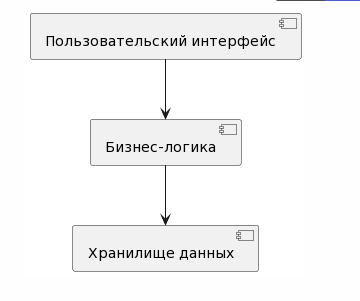 Пользовательский интерфейс
Бизнес-логика
Хранилище данных